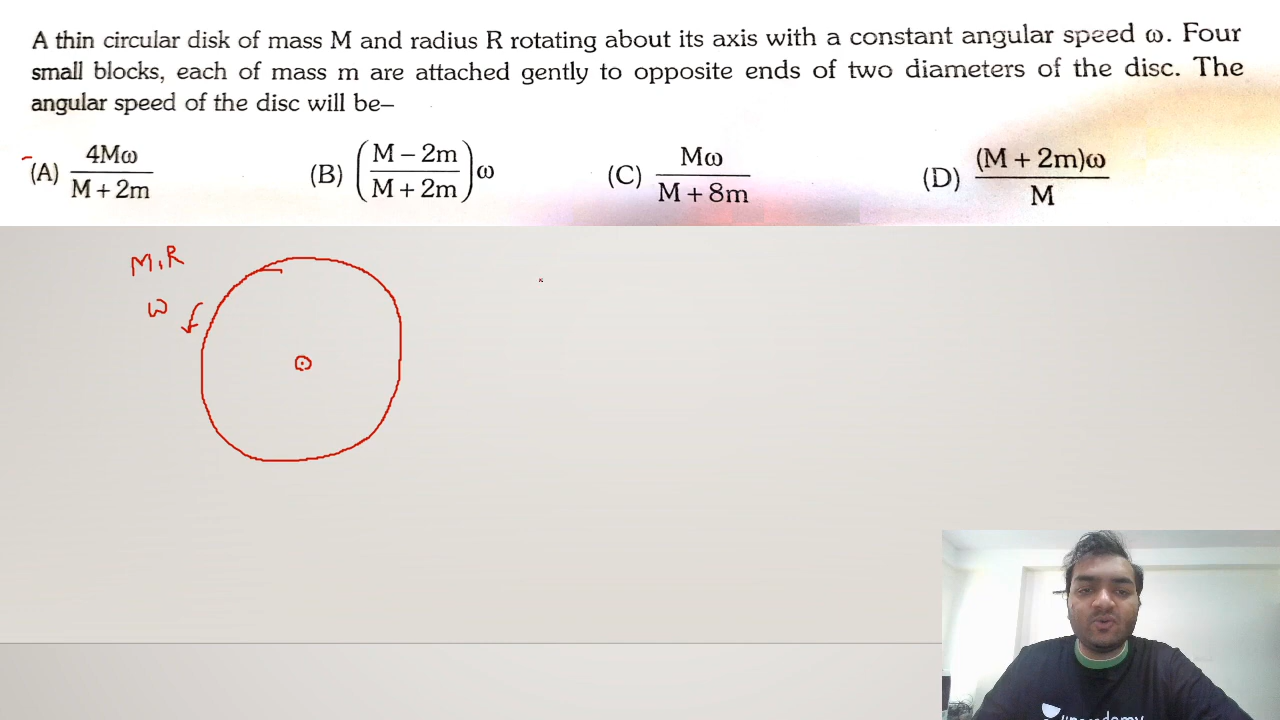 A thin circular disk of mass M and radius R rotating about its axis with a constant angular speed ω. Four
small blocks, each of mass m are attached gently to opposite ends of two diameters of the disc. The
angular speed of the disc will be–
(A) 4Mω / M + 2m (B) (M – 2m / M + 2m) ω (C) Mω / M + 8m (D) (M + 2m)ω / M
M, R
ω